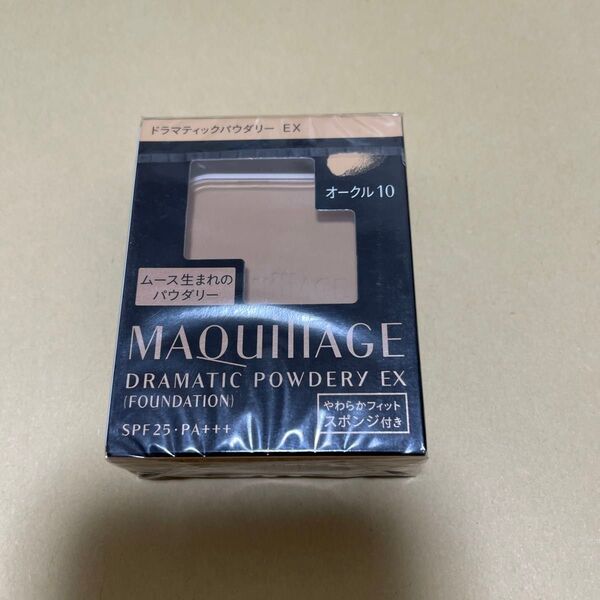 ドラマティックパウダリー EX
オークル10
ムース生まれの
パウダリー
MAQuillAGE
DRAMATIC POWDERY EX
(FOUNDATION)
やわらかフィット
スポンジ付き
SPF25・PA+++